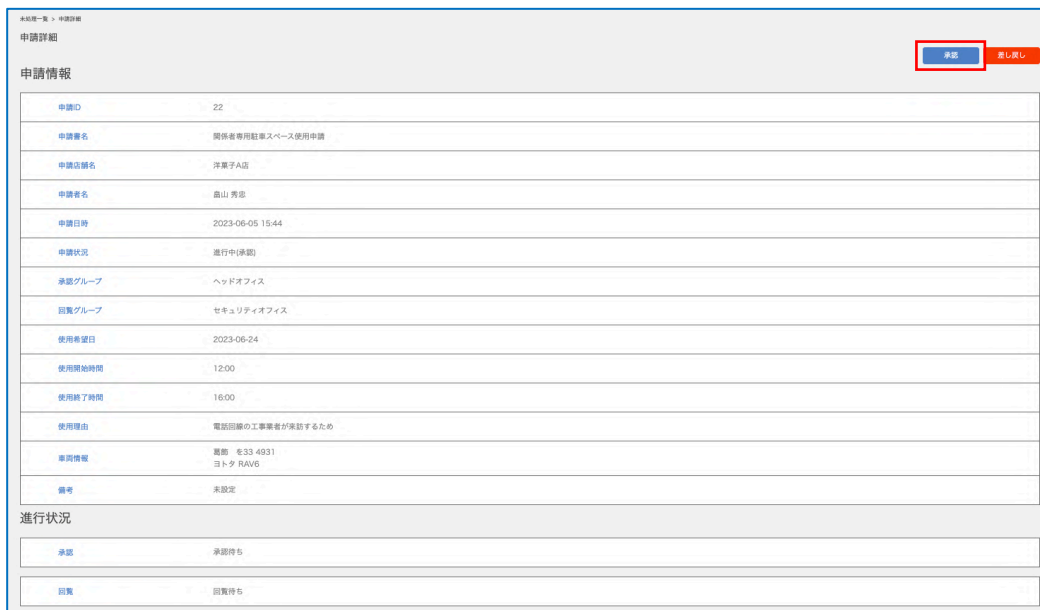 未処理一覧 > 申請詳細
申請詳細
承認 差し戻し
申請情報
申請ID 22
申請書名 関係者専用駐車スペース使用申請
申請店舗名 洋菓子A店
申請者名 畠山 秀忠
申請日時 2023-06-05 15:44
申請状況 進行中(承認)
承認グループ ヘッドオフィス
回覧グループ セキュリティオフィス
使用希望日 2023-06-24
使用開始時間 12:00
使用終了時間 16:00
使用理由 電話回線の工事業者が来訪するため
車両情報 葛飾 を33 4931
ヨトタ RAV6
備考 未設定
進行状況
承認 承認待ち
回覧 回覧待ち